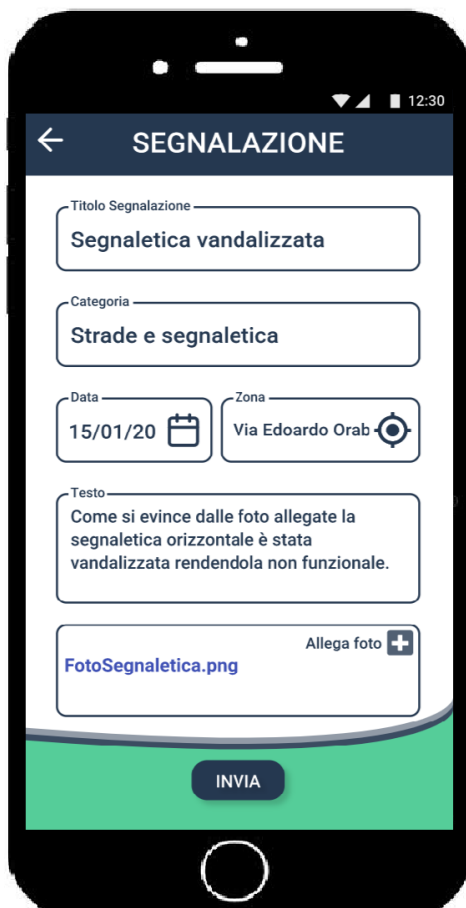 12:30
SEGNALAZIONE
Titolo Segnalazione
Segnaletica vandalizzata
Categoria
Strade e segnaletica
Data
15/01/20
Zona
Via Edoardo Orab
Testo
Come si evince dalle foto allegate la
segnaletica orizzontale è stata
vandalizzata rendendola non funzionale.
Allega foto
FotoSegnaletica.png
INVIA